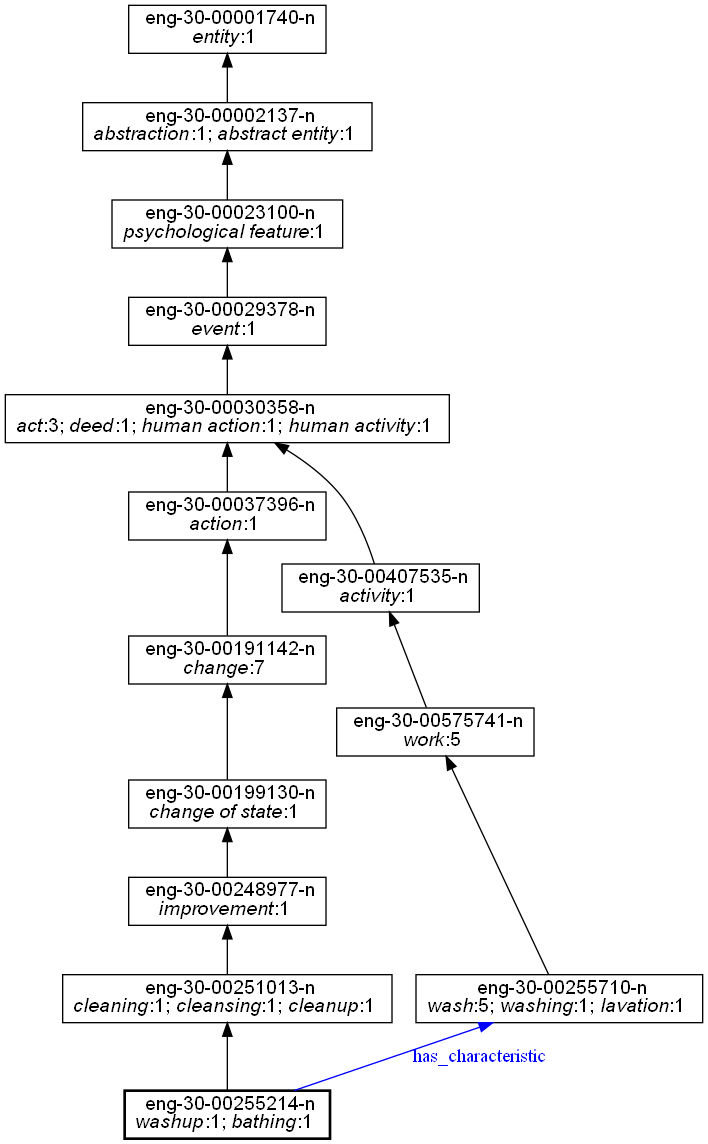 eng-30-00001740-n
entity:1
eng-30-00002137-n
abstraction:1; abstract entity:1
eng-30-00023100-n
psychological feature:1
eng-30-00029378-n
event:1
eng-30-00030358-n
act:3; deed:1; human action:1; human activity:1
eng-30-00037396-n
action:1
eng-30-00407535-n
activity:1
eng-30-00191142-n
change:7
eng-30-00575741-n
work:5
eng-30-00199130-n
change of state:1
eng-30-00248977-n
improvement:1
eng-30-00251013-n
cleaning:1; cleansing:1; cleanup:1
eng-30-00255710-n
wash:5; washing:1; lavation:1
has_characteristic
eng-30-00255214-n
washup:1; bathing:1